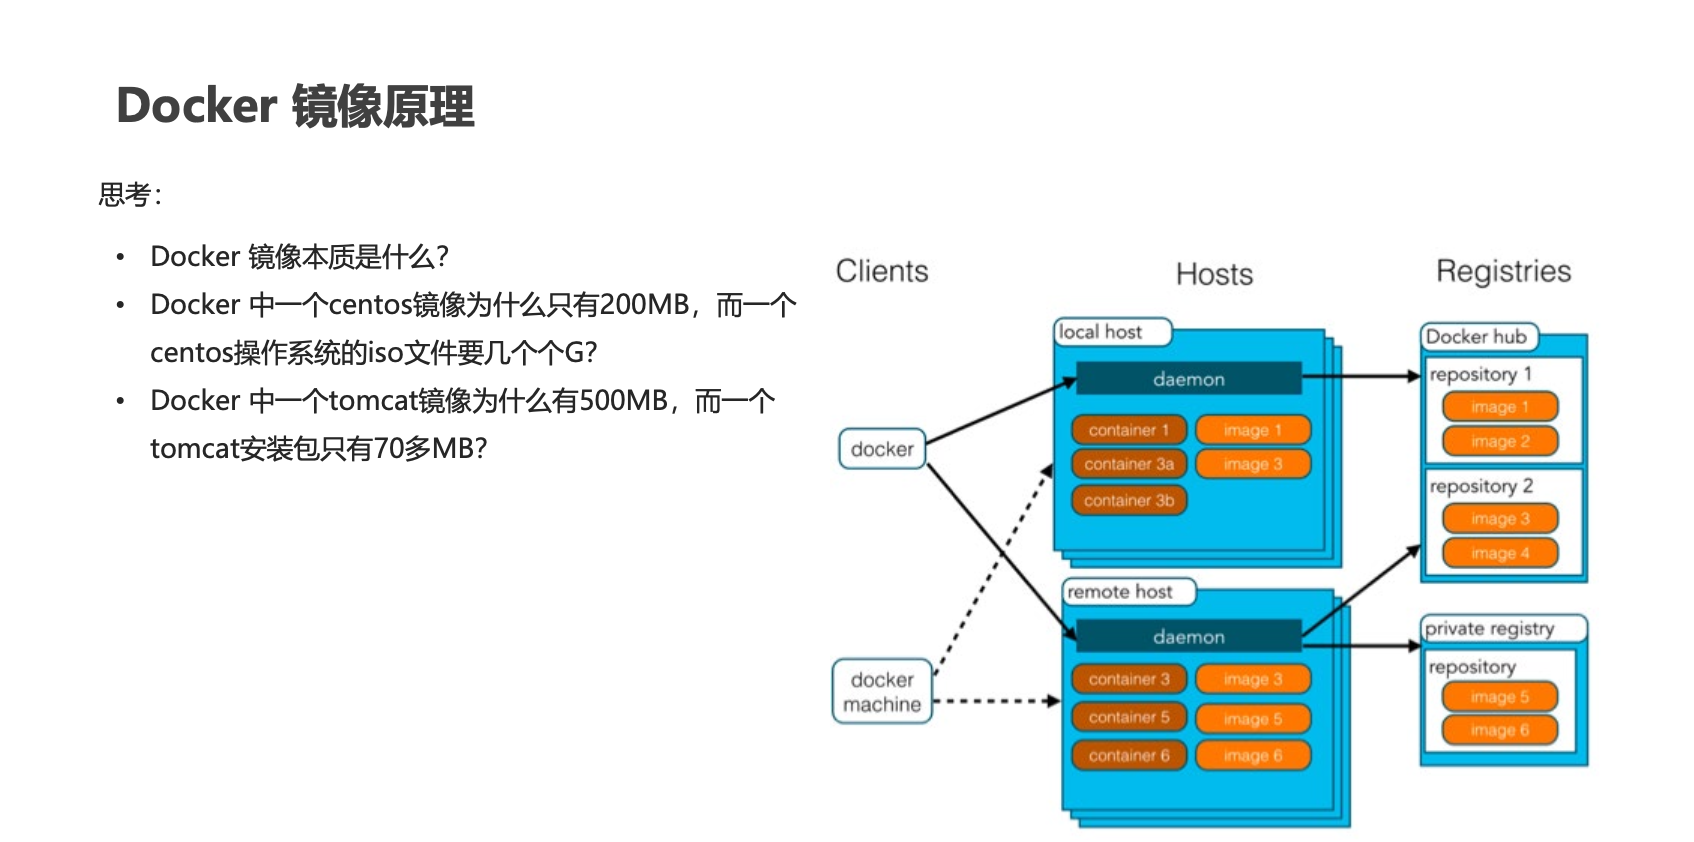 Docker 镜像原理
思考：
• Docker 镜像本质是什么？
• Docker 中一个centos镜像为什么只有200MB，而一个
centos操作系统的iso文件要几个个G？
• Docker 中一个tomcat镜像为什么有500MB，而一个
tomcat安装包只有70多MB？
Clients
Hosts
Registries
docker
docker
machine
local host
daemon
container 1
image 1
container 3a
image 3
container 3b
remote host
daemon
container 3
image 3
container 5
image 5
container 6
image 6
Docker hub
repository 1
image 1
image 2
repository 2
image 3
image 4
private registry
repository
image 5
image 6